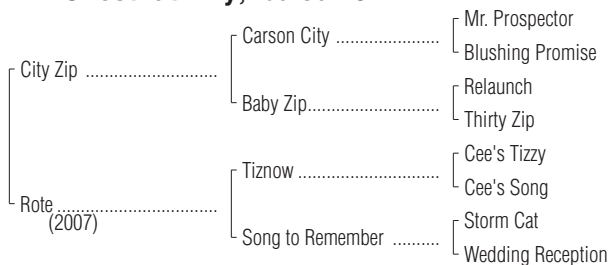 Mr. Prospector
Carson City ....................
Blushing Promise
City Zip .........................
Relaunch
Baby Zip.........................
Thirty Zip
Cee's Tizzy
Tiznow ...........................
Cee's Song
Rote ..............................
(2007)
Storm Cat
Song to Remember .........
Wedding Reception